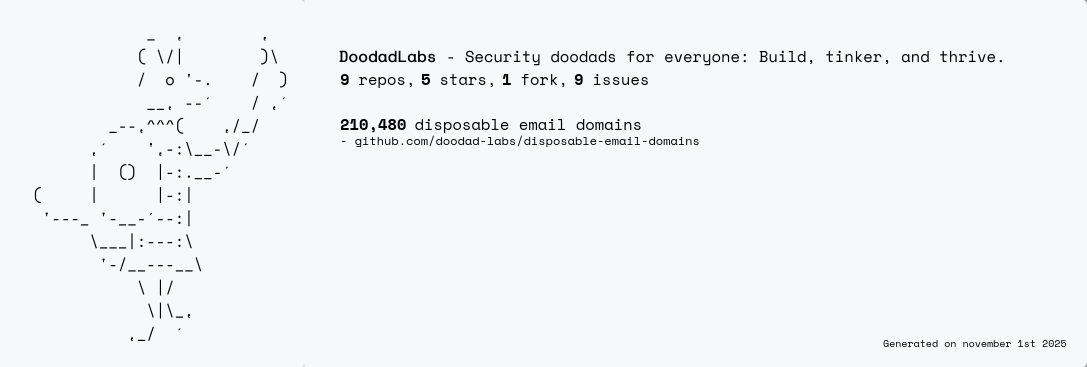 DoodadLabs - Security doodads for everyone: Build, tinker, and thrive.
9 repos, 5 stars, 1 fork, 9 issues
210,480 disposable email domains
- github.com/doodad-labs/disposable-email-domains
Generated on november 1st 2025